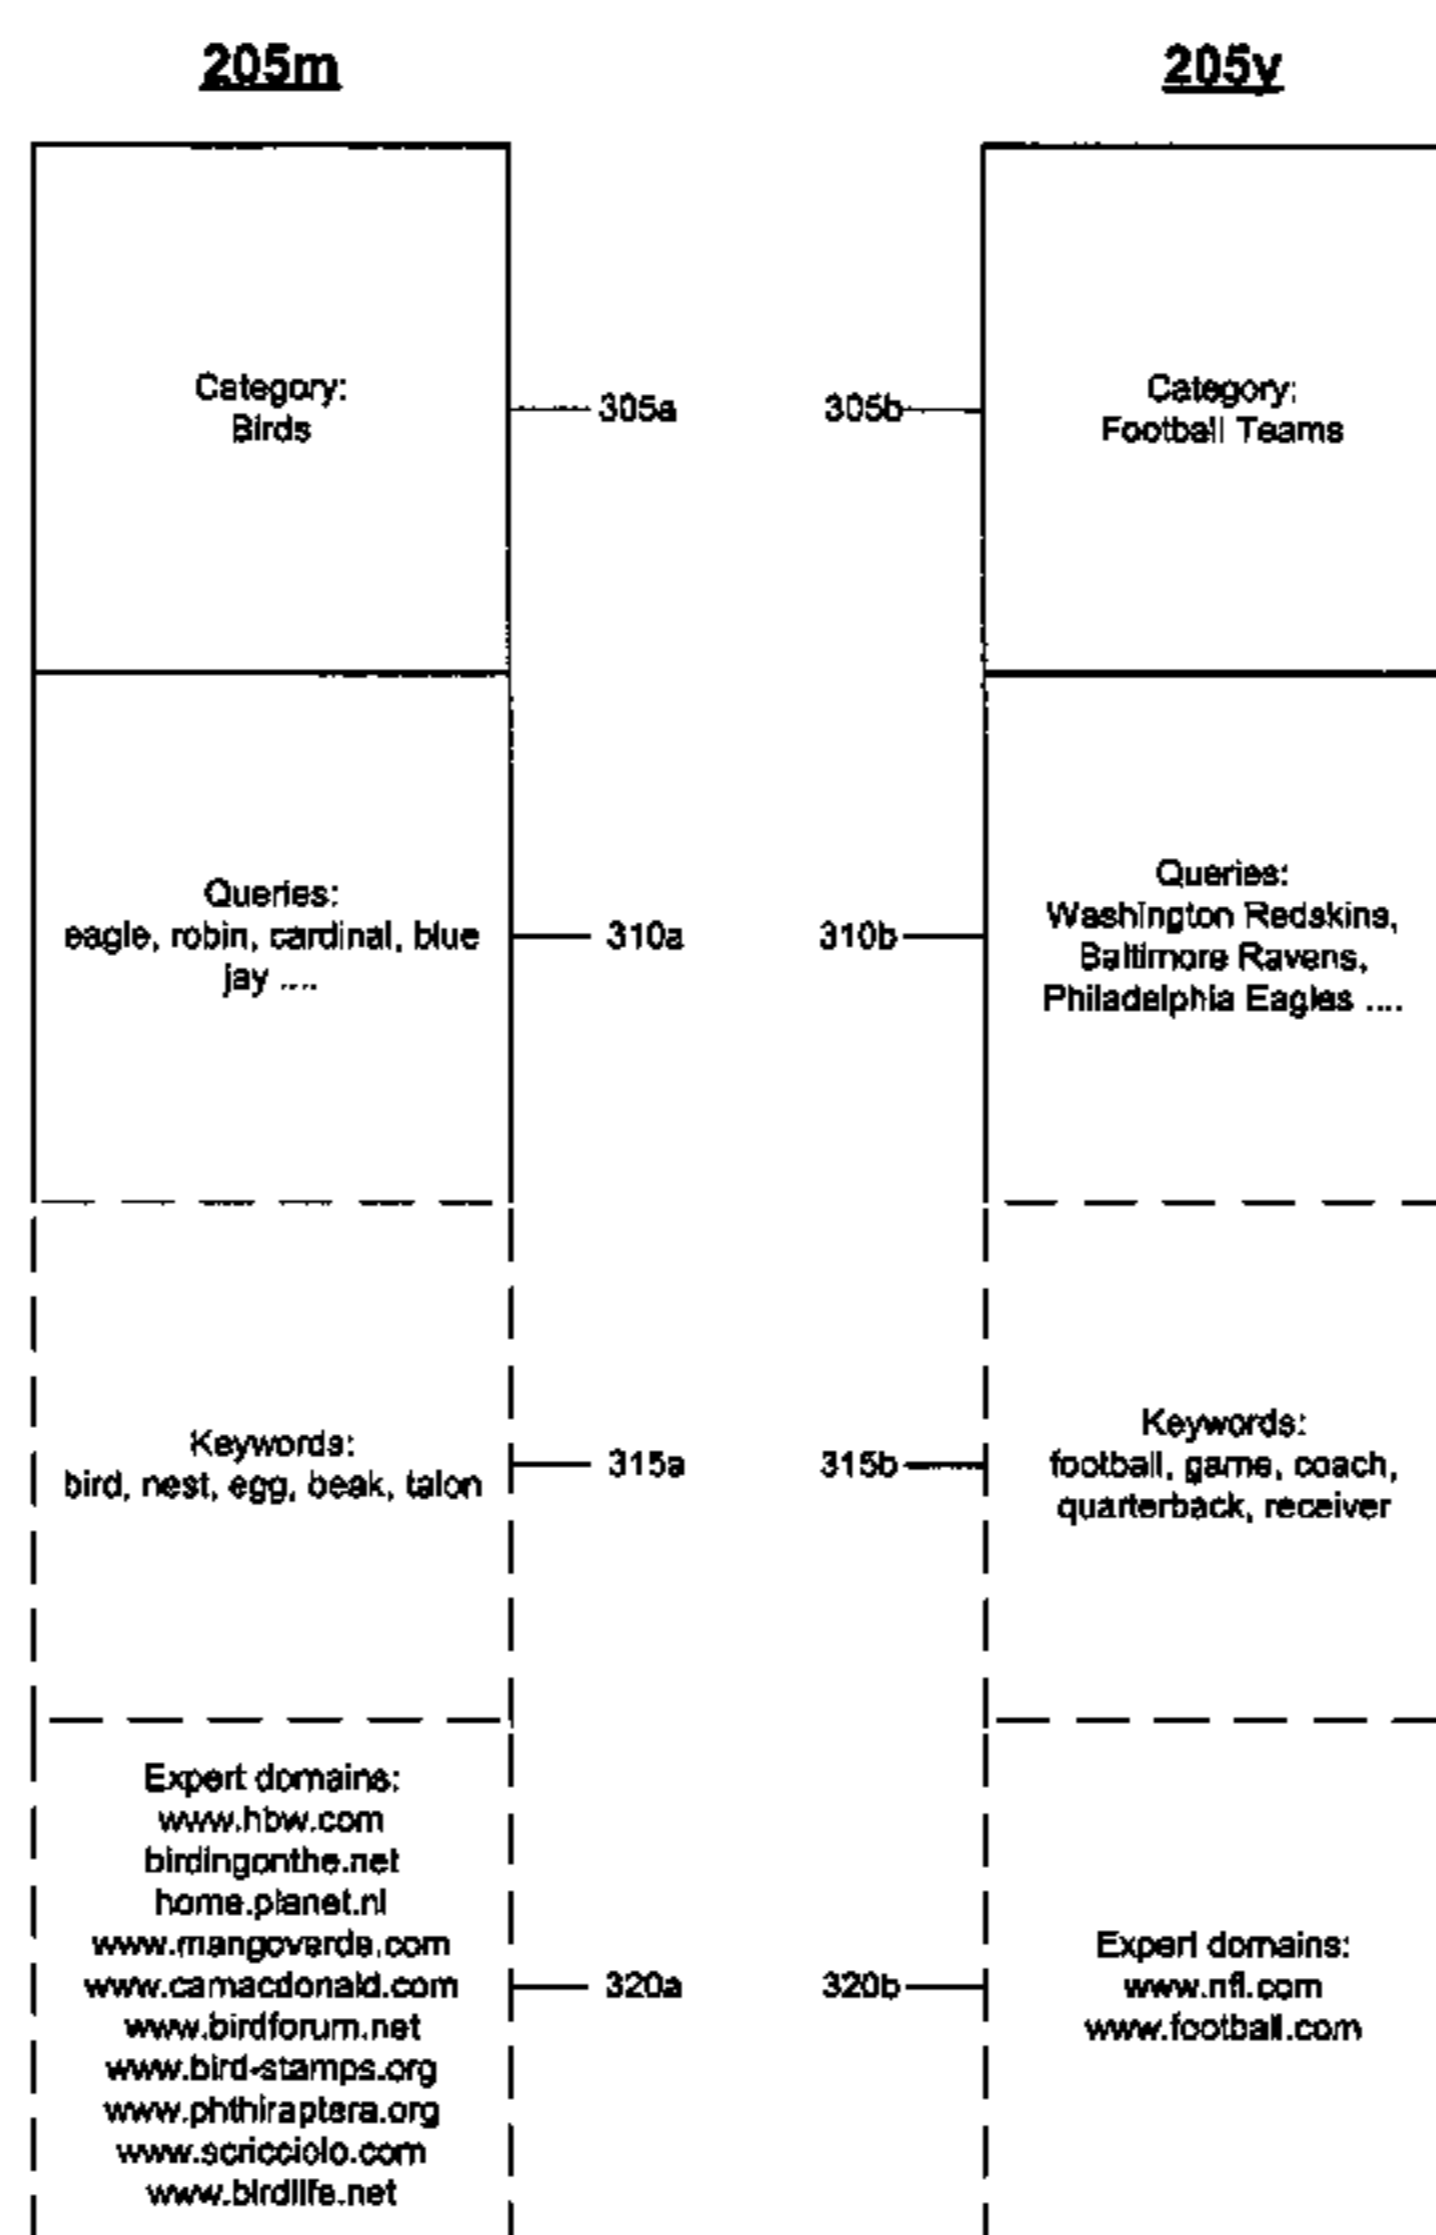 205m
205y
Category:
Birds
305a
305b
Category:
Football Teams
Queries:
eagle, robin, cardinal, blue
jay ....
310a
310b
Queries:
Washington Redskins,
Baltimore Ravens,
Philadelphia Eagles ....
Keywords:
bird, nest, egg, beak, talon
315a
315b
Keywords:
football, game, coach,
quarterback, receiver
Expert domains:
www.hbw.com
birdingonthe.net
home.planet.nl
www.mangoverde.com
www.camacdonald.com
www.birdforum.net
www.bird-stamps.org
www.phthiraptera.org
www.scricciolo.com
www.birdlife.net
320a
320b
Expert domains:
www.nfl.com
www.football.com